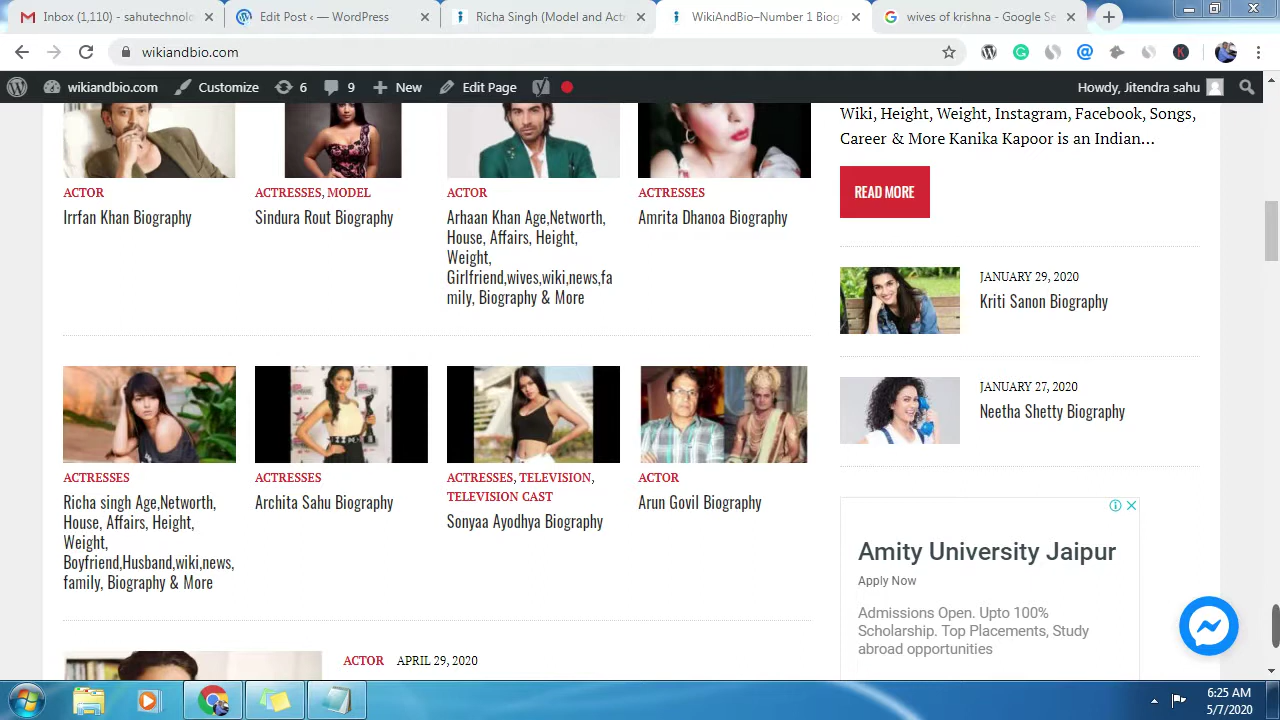 Inbox (1,110) - sahutechnolo
Edit Post ‹ — WordPress
Richa Singh (Model and Actr
WikiAndBio–Number 1 Biog
wives of krishna - Google Se
wikiandbio.com
wikiandbio.com
Customize
6
9
New
Edit Page
Howdy, Jitendra sahu
ACTOR
Irrfan Khan Biography
ACTRESSES, MODEL
Sindura Rout Biography
ACTOR
Arhaan Khan Age,Networth,
House, Affairs, Height,
Weight,
Girlfriend,wives,wiki,news,fa
mily, Biography & More
ACTRESSES
Amrita Dhanoa Biography
ACTRESSES
Richa singh Age,Networth,
House, Affairs, Height,
Weight,
Boyfriend,Husband,wiki,news,
family, Biography & More
ACTRESSES
Archita Sahu Biography
ACTRESSES, TELEVISION,
TELEVISION CAST
Sonyaa Ayodhya Biography
ACTOR
Arun Govil Biography
ACTOR APRIL 29, 2020
Wiki, Height, Weight, Instagram, Facebook, Songs,
Career & More Kanika Kapoor is an Indian...
READ MORE
JANUARY 29, 2020
Kriti Sanon Biography
JANUARY 27, 2020
Neetha Shetty Biography
Amity University Jaipur
Apply Now
Admissions Open. Upto 100%
Scholarship. Top Placements, Study
abroad opportunities
6:25 AM
5/7/2020